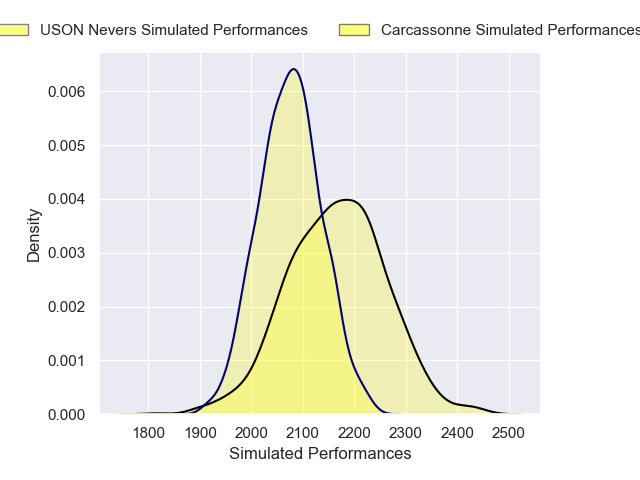 USON Nevers Simulated Performances Carcassonne Simulated Performances
0.006
0.005
0.004
0.003
0.002
0.001
0.000
Density
1800 1900 2000 2100 2200 2300 2400 2500
Simulated Performances